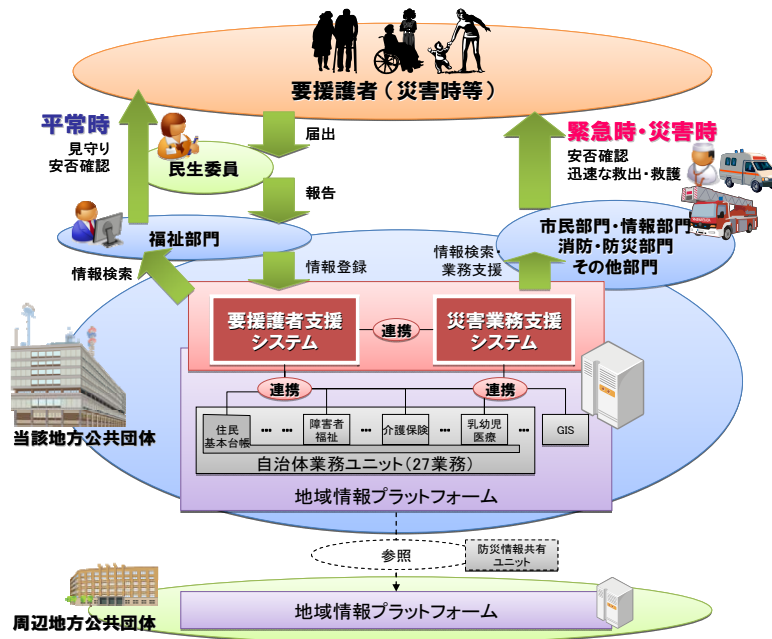 要援護者(災害時等)
平常時
見守り
安否確認
届出
緊急時・災害時
安否確認
迅速な救出・救護
民生委員
報告
福祉部門
市民部門・情報部門
消防・防災部門
その他部門
情報検索
情報登録
情報検索・
業務支援
要援護者支援
システム
連携
災害業務支援
システム
連携
連携
住民
基本台帳
… …
障害者
福祉
…
介護保険
…
乳幼児
医療
…
GIS
自治体業務ユニット(27業務)
当該地方公共団体
地域情報プラットフォーム
参照
防災情報共有
ユニット
周辺地方公共団体
地域情報プラットフォーム